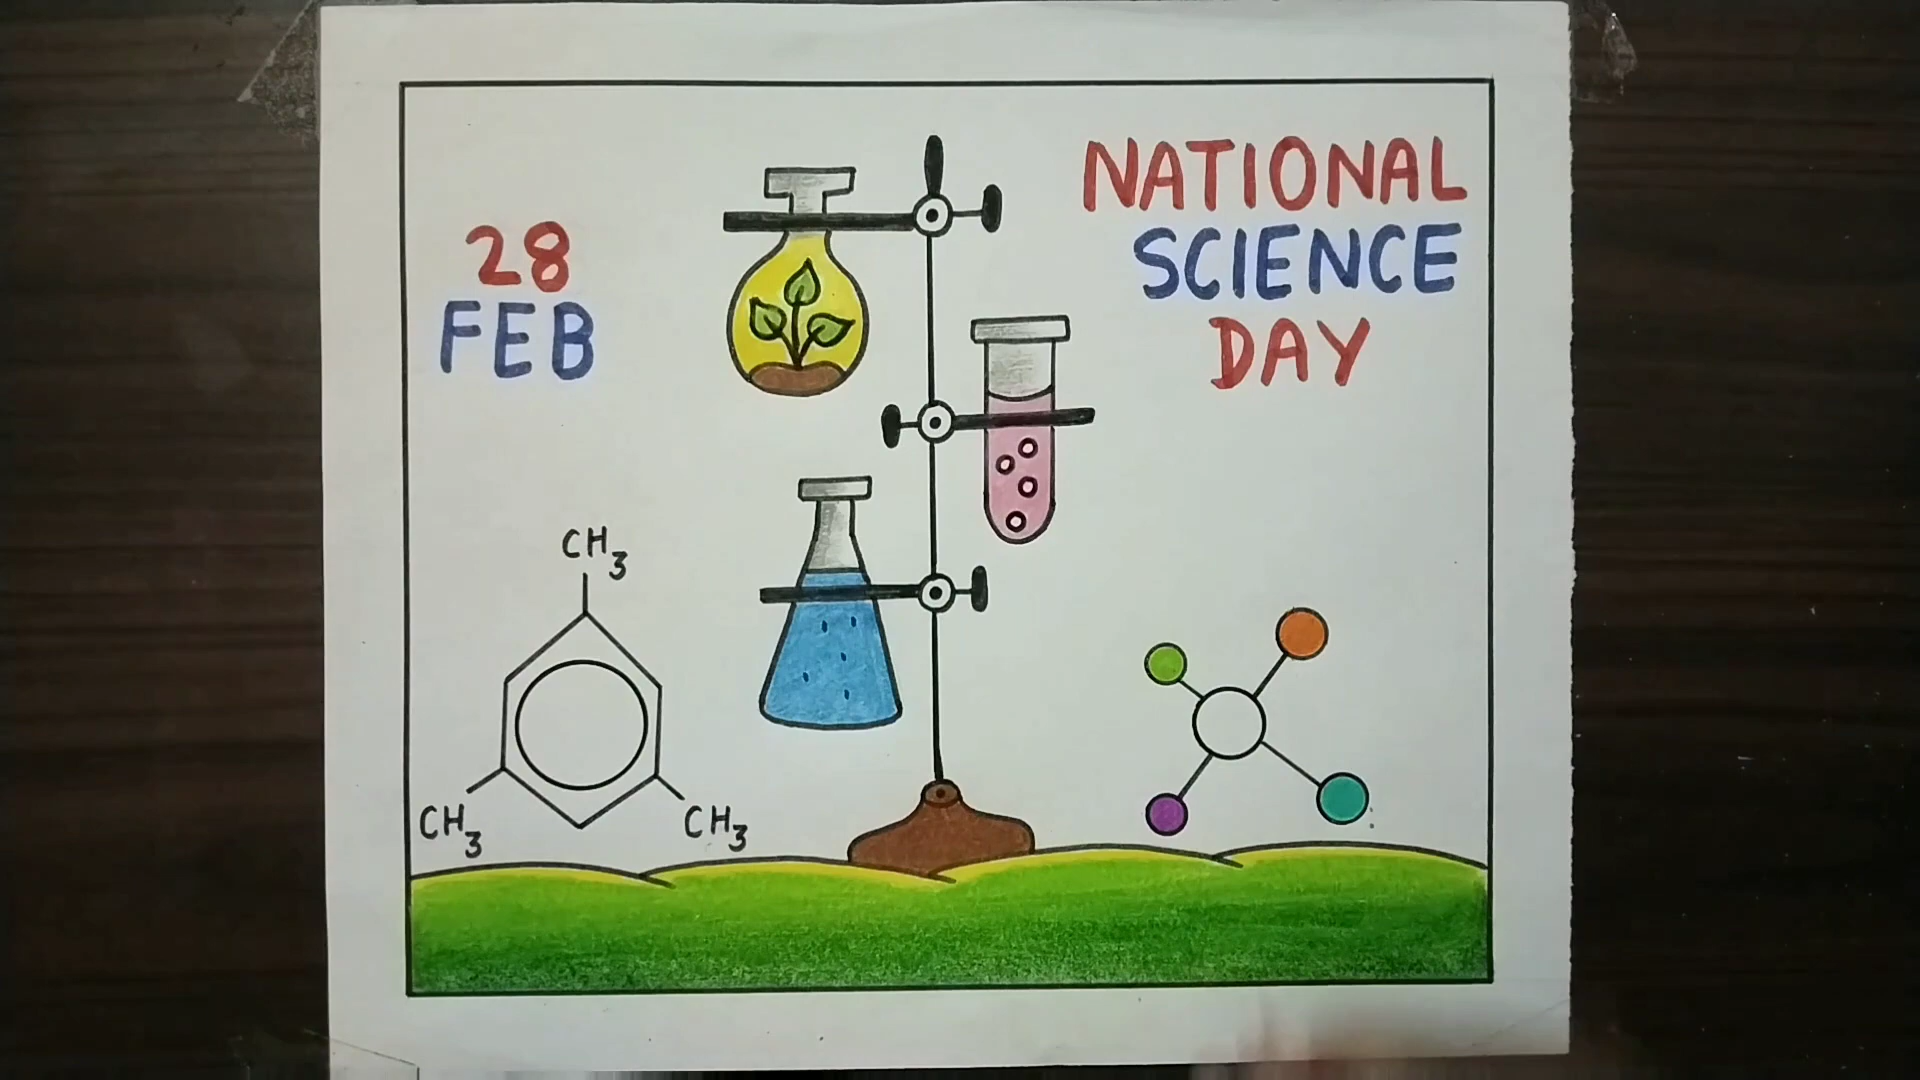 28
FEB
NATIONAL
SCIENCE
DAY
CH3
CH3
CH3